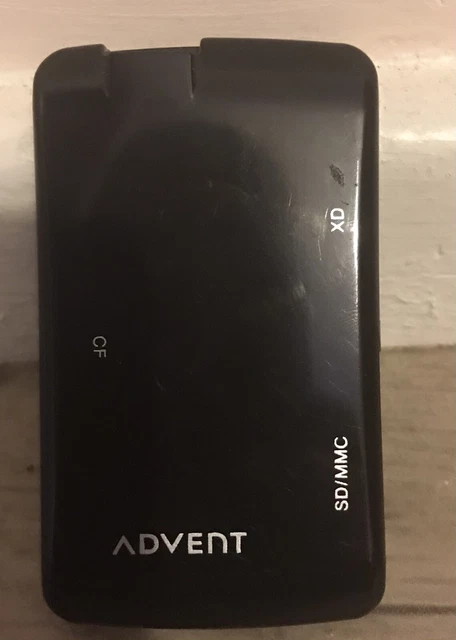 XD
CF
SD/MMC
ADVENT